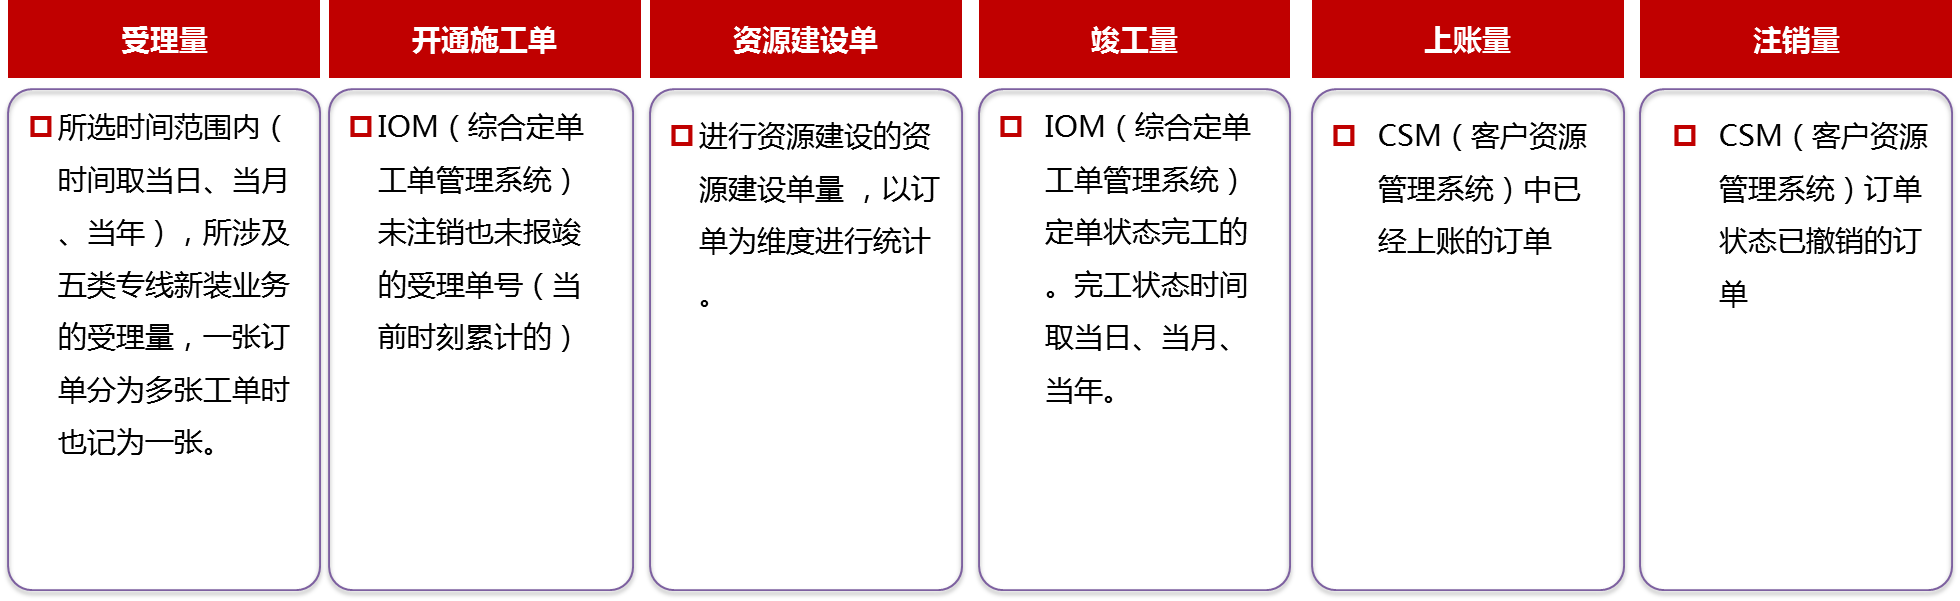 受理量
所选时间范围内（
时间取当日、当月
、当年），所涉及
五类专线新装业务
的受理量，一张订
单分为多张工单时
也记为一张。
开通施工单
IOM（综合定单
工单管理系统）
未注销也未报竣
的受理单号（当
前时刻累计的）
资源建设单
进行资源建设的资
源建设单量 ，以订
单为维度进行统计
。
竣工量
IOM（综合定单
工单管理系统）
定单状态完工的
。完工状态时间
取当日、当月、
当年。
上账量
CSM（客户资源
管理系统）中已
经上账的订单
注销量
CSM（客户资源
管理系统）订单
状态已撤销的订
单